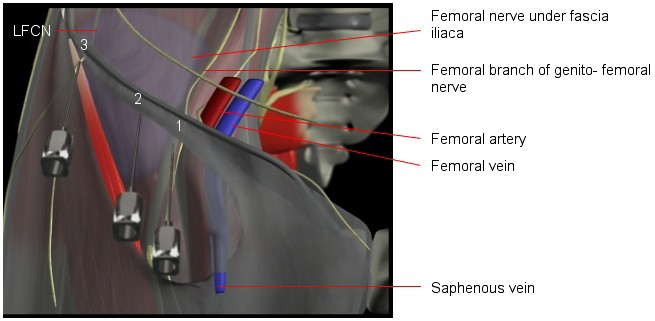 Femoral nerve under fascia
iliaca
LFCN
3
Femoral branch of genito- femoral
nerve
2
1
Femoral artery
Femoral vein
Saphenous vein